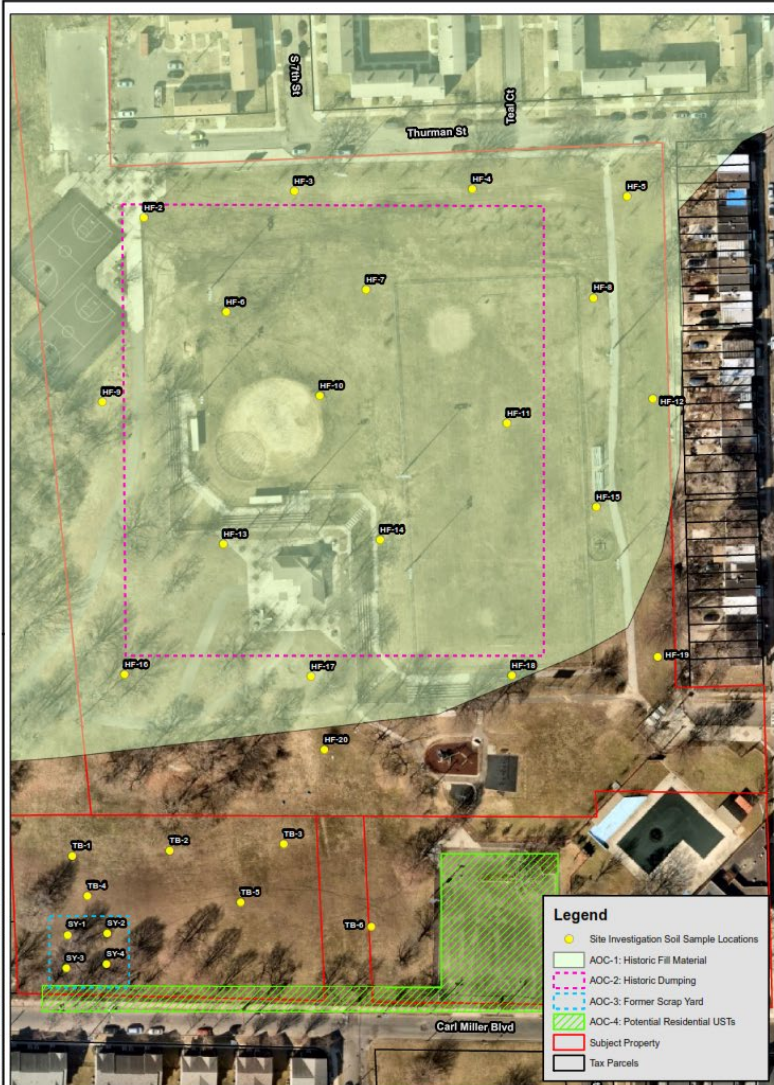 S 7th St
Teal Ct
Thurman St
HF-3
HF-4
HF-5
HF-2
HF-7
HF-8
HF-6
HF-10
HF-9
HF-12
HF-11
HF-15
HF-13
HF-14
HF-19
HF-16
HF-17
HF-18
HF-20
TB-1
TB-2
TB-3
TB-4
TB-5
TB-6
SY-1
SY-2
SY-3
SY-4
Carl Miller Blvd
Legend
Site Investigation Soil Sample Locations
AOC-1: Historic Fill Material
AOC-2: Historic Dumping
AOC-3: Former Scrap Yard
AOC-4: Potential Residential USTs
Subject Property
Tax Parcels